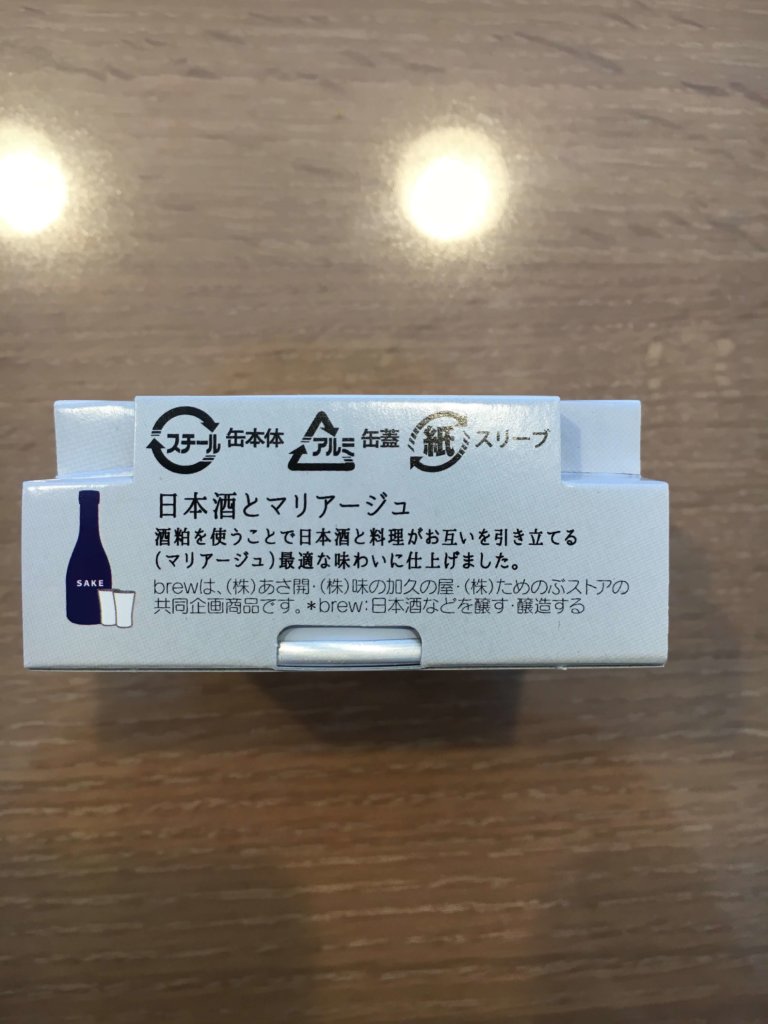 スチール 缶本体 アルミ 缶蓋 紙 スリーブ
日本酒とマリアージュ
酒粕を使うことで日本酒と料理がお互いを引き立てる
(マリアージュ)最適な味わいに仕上げました。
brewは、(株)あさ開・(株)味の加久の屋・(株)ためのぶストアの
共同企画商品です。*brew:日本酒などを醸す・醸造する
SAKE